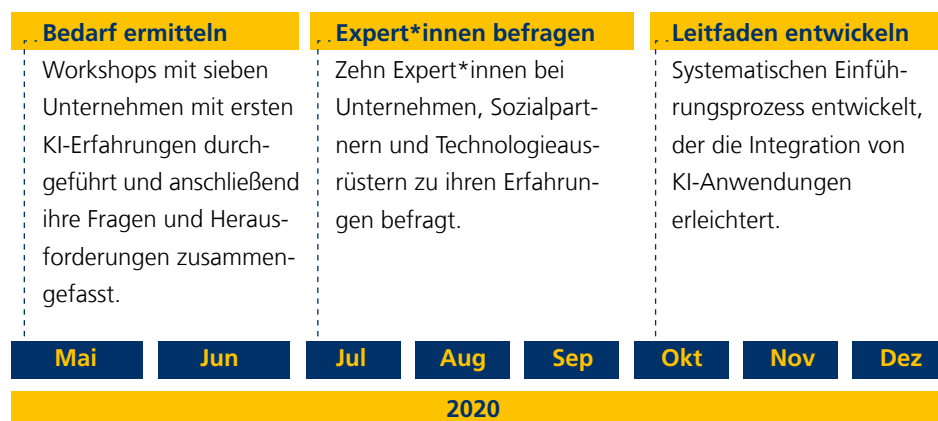 Bedarf ermitteln
Workshops mit sieben
Unternehmen mit ersten
KI-Erfahrungen durch-
geführt und anschließend
ihre Fragen und Heraus-
forderungen zusammen-
gefasst.
Expert*innen befragen
Zehn Expert*innen bei
Unternehmen, Sozialpart-
nern und Technologieaus-
rüstern zu ihren Erfahrun-
gen befragt.
Leitfaden entwickeln
Systematischen Einfüh-
rungsprozess entwickelt,
der die Integration von
KI-Anwendungen
erleichtert.
Mai Jun Jul Aug Sep Okt Nov Dez
2020